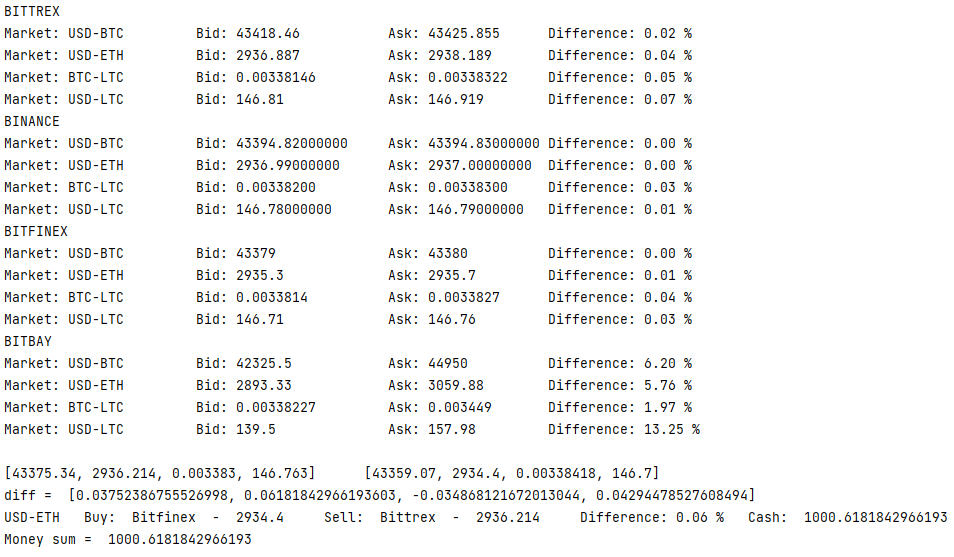 BITTREX
Market: USD-BTC Bid: 43418.46 Ask: 43425.855 Difference: 0.02 %
Market: USD-ETH Bid: 2936.887 Ask: 2938.189 Difference: 0.04 %
Market: BTC-LTC Bid: 0.00338146 Ask: 0.00338322 Difference: 0.05 %
Market: USD-LTC Bid: 146.81 Ask: 146.919 Difference: 0.07 %
BINANCE
Market: USD-BTC Bid: 43394.82000000 Ask: 43394.83000000 Difference: 0.00 %
Market: USD-ETH Bid: 2936.99000000 Ask: 2937.00000000 Difference: 0.00 %
Market: BTC-LTC Bid: 0.00338200 Ask: 0.00338300 Difference: 0.03 %
Market: USD-LTC Bid: 146.78000000 Ask: 146.79000000 Difference: 0.01 %
BITFINEX
Market: USD-BTC Bid: 43379 Ask: 43380 Difference: 0.00 %
Market: USD-ETH Bid: 2935.3 Ask: 2935.7 Difference: 0.01 %
Market: BTC-LTC Bid: 0.0033814 Ask: 0.0033827 Difference: 0.04 %
Market: USD-LTC Bid: 146.71 Ask: 146.76 Difference: 0.03 %
BITBAY
Market: USD-BTC Bid: 42325.5 Ask: 44950 Difference: 6.20 %
Market: USD-ETH Bid: 2893.33 Ask: 3059.88 Difference: 5.76 %
Market: BTC-LTC Bid: 0.00338227 Ask: 0.003449 Difference: 1.97 %
Market: USD-LTC Bid: 139.5 Ask: 157.98 Difference: 13.25 %
[43375.34, 2936.214, 0.003383, 146.763] [43359.07, 2934.4, 0.00338418, 146.7]
diff = [0.03752386755526998, 0.06181842966193603, -0.034868121672013044, 0.04294478527608494]
USD-ETH Buy: Bitfinex - 2934.4 Sell: Bittrex - 2936.214 Difference: 0.06 % Cash: 1000.6181842966193
Money sum = 1000.6181842966193